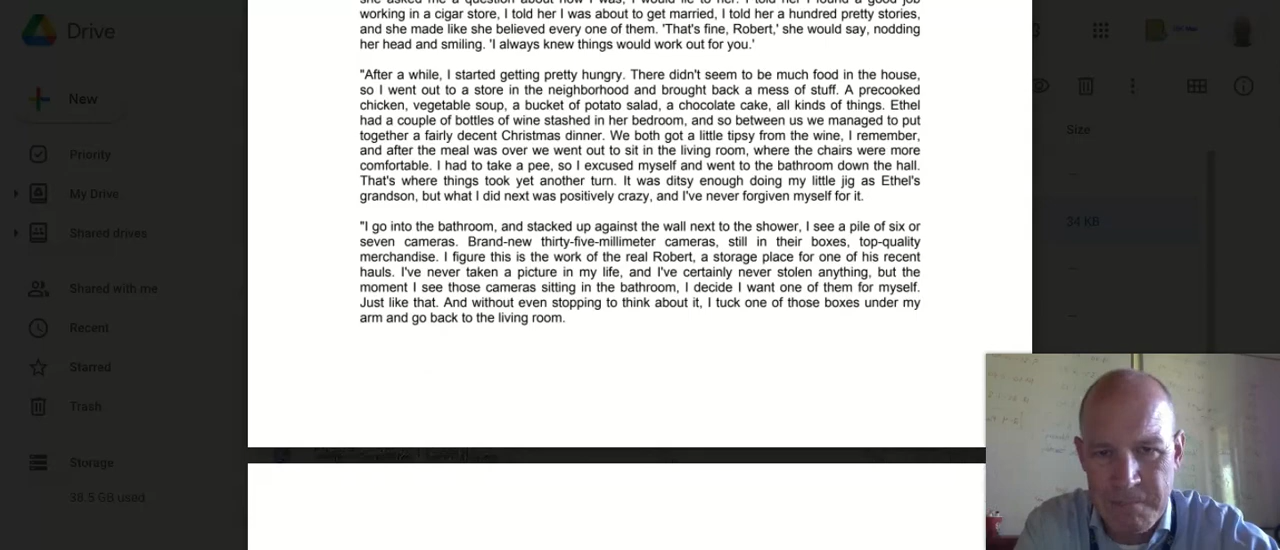 Drive
New
Priority
My Drive
Shared drives
Shared with me
Recent
Starred
Trash
Storage
36.5 GB used
she asked me a question about how I was, I would lie to her. I told her I found a good job
working in a cigar store, I told her I was about to get married, I told her a hundred pretty stories,
and she made like she believed every one of them. 'That's fine, Robert,' she would say, nodding
her head and smiling. 'I always knew things would work out for you.'
"After a while, I started getting pretty hungry. There didn't seem to be much food in the house,
so I went out to a store in the neighborhood and brought back a mess of stuff. A precooked
chicken, vegetable soup, a bucket of potato salad, a chocolate cake, all kinds of things. Ethel
had a couple of bottles of wine stashed in her bedroom, and so between us we managed to put
together a fairly decent Christmas dinner. We both got a little tipsy from the wine, I remember,
and after the meal was over we went out to sit in the living room, where the chairs were more
comfortable. I had to take a pee, so I excused myself and went to the bathroom down the hall.
That's where things took yet another turn. It was ditsy enough doing my little jig as Ethel's
grandson, but what I did next was positively crazy, and I've never forgiven myself for it.
"I go into the bathroom, and stacked up against the wall next to the shower, I see a pile of six or
seven cameras. Brand-new thirty-five-millimeter cameras, still in their boxes, top-quality
merchandise. I figure this is the work of the real Robert, a storage place for one of his recent
hauls. I've never taken a picture in my life, and I've certainly never stolen anything, but the
moment I see those cameras sitting in the bathroom, I decide I want one of them for myself.
Just like that. And without even stopping to think about it, I tuck one of those boxes under my
arm and go back to the living room.
Size
34 KB